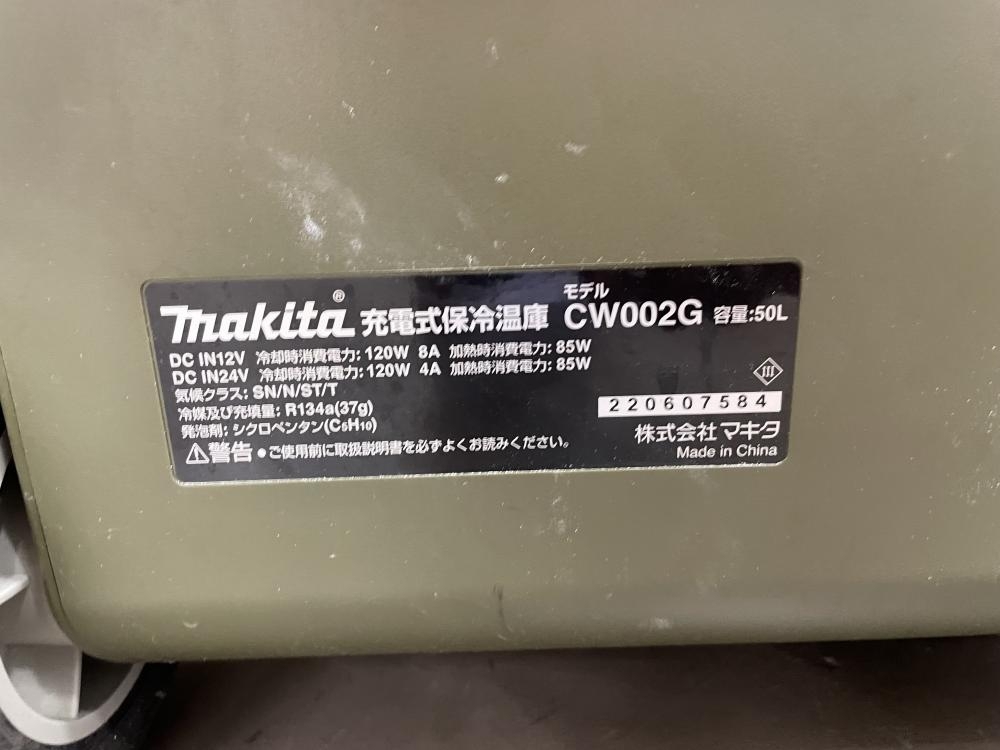 makita® 充電式保冷温庫 モデル CW002G 容量:50L
DC IN12V 冷却時消費電力: 120W 8A 加熱時消費電力: 85W
DC IN24V 冷却時消費電力: 120W 4A 加熱時消費電力: 85W
気候クラス: SN/N/ST/T
冷媒及び充填量: R134a(37g)
発泡剤: シクロペンタン(C5H10)
⚠警告 ●ご使用前に取扱説明書を必ずよくお読みください。
III
220607584
株式会社 マキタ
Made in China